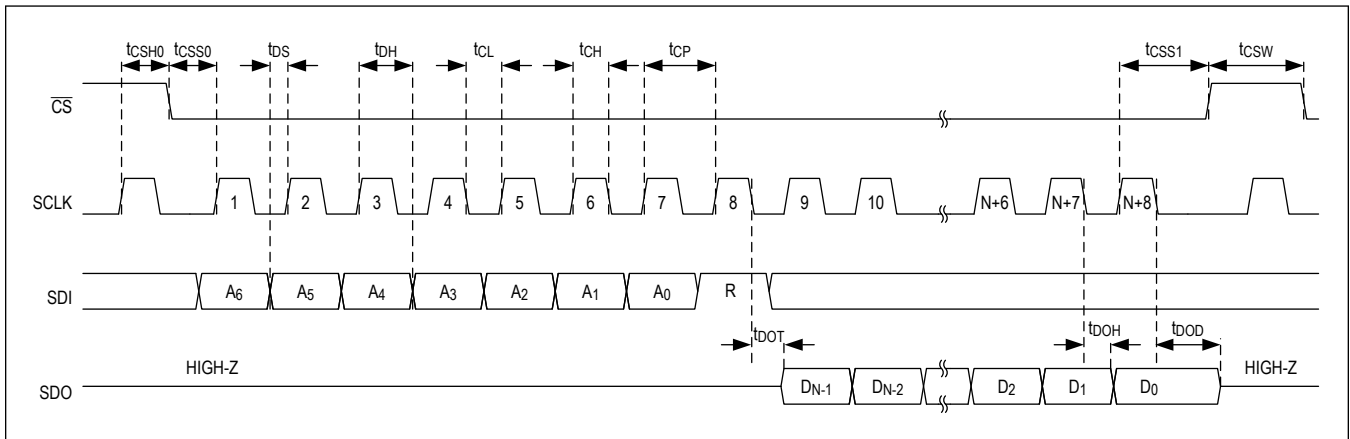 tCSH0 tCSS0 tDS tDH tCL tCH tCP tCSS1 tCSW
CS
SCLK 1 2 3 4 5 6 7 8 9 10 N+6 N+7 N+8
SDI A6 A5 A4 A3 A2 A1 A0 R
tDOT tDOH tDOD
HIGH-Z HIGH-Z
SDO DN-1 DN-2 D2 D1 D0